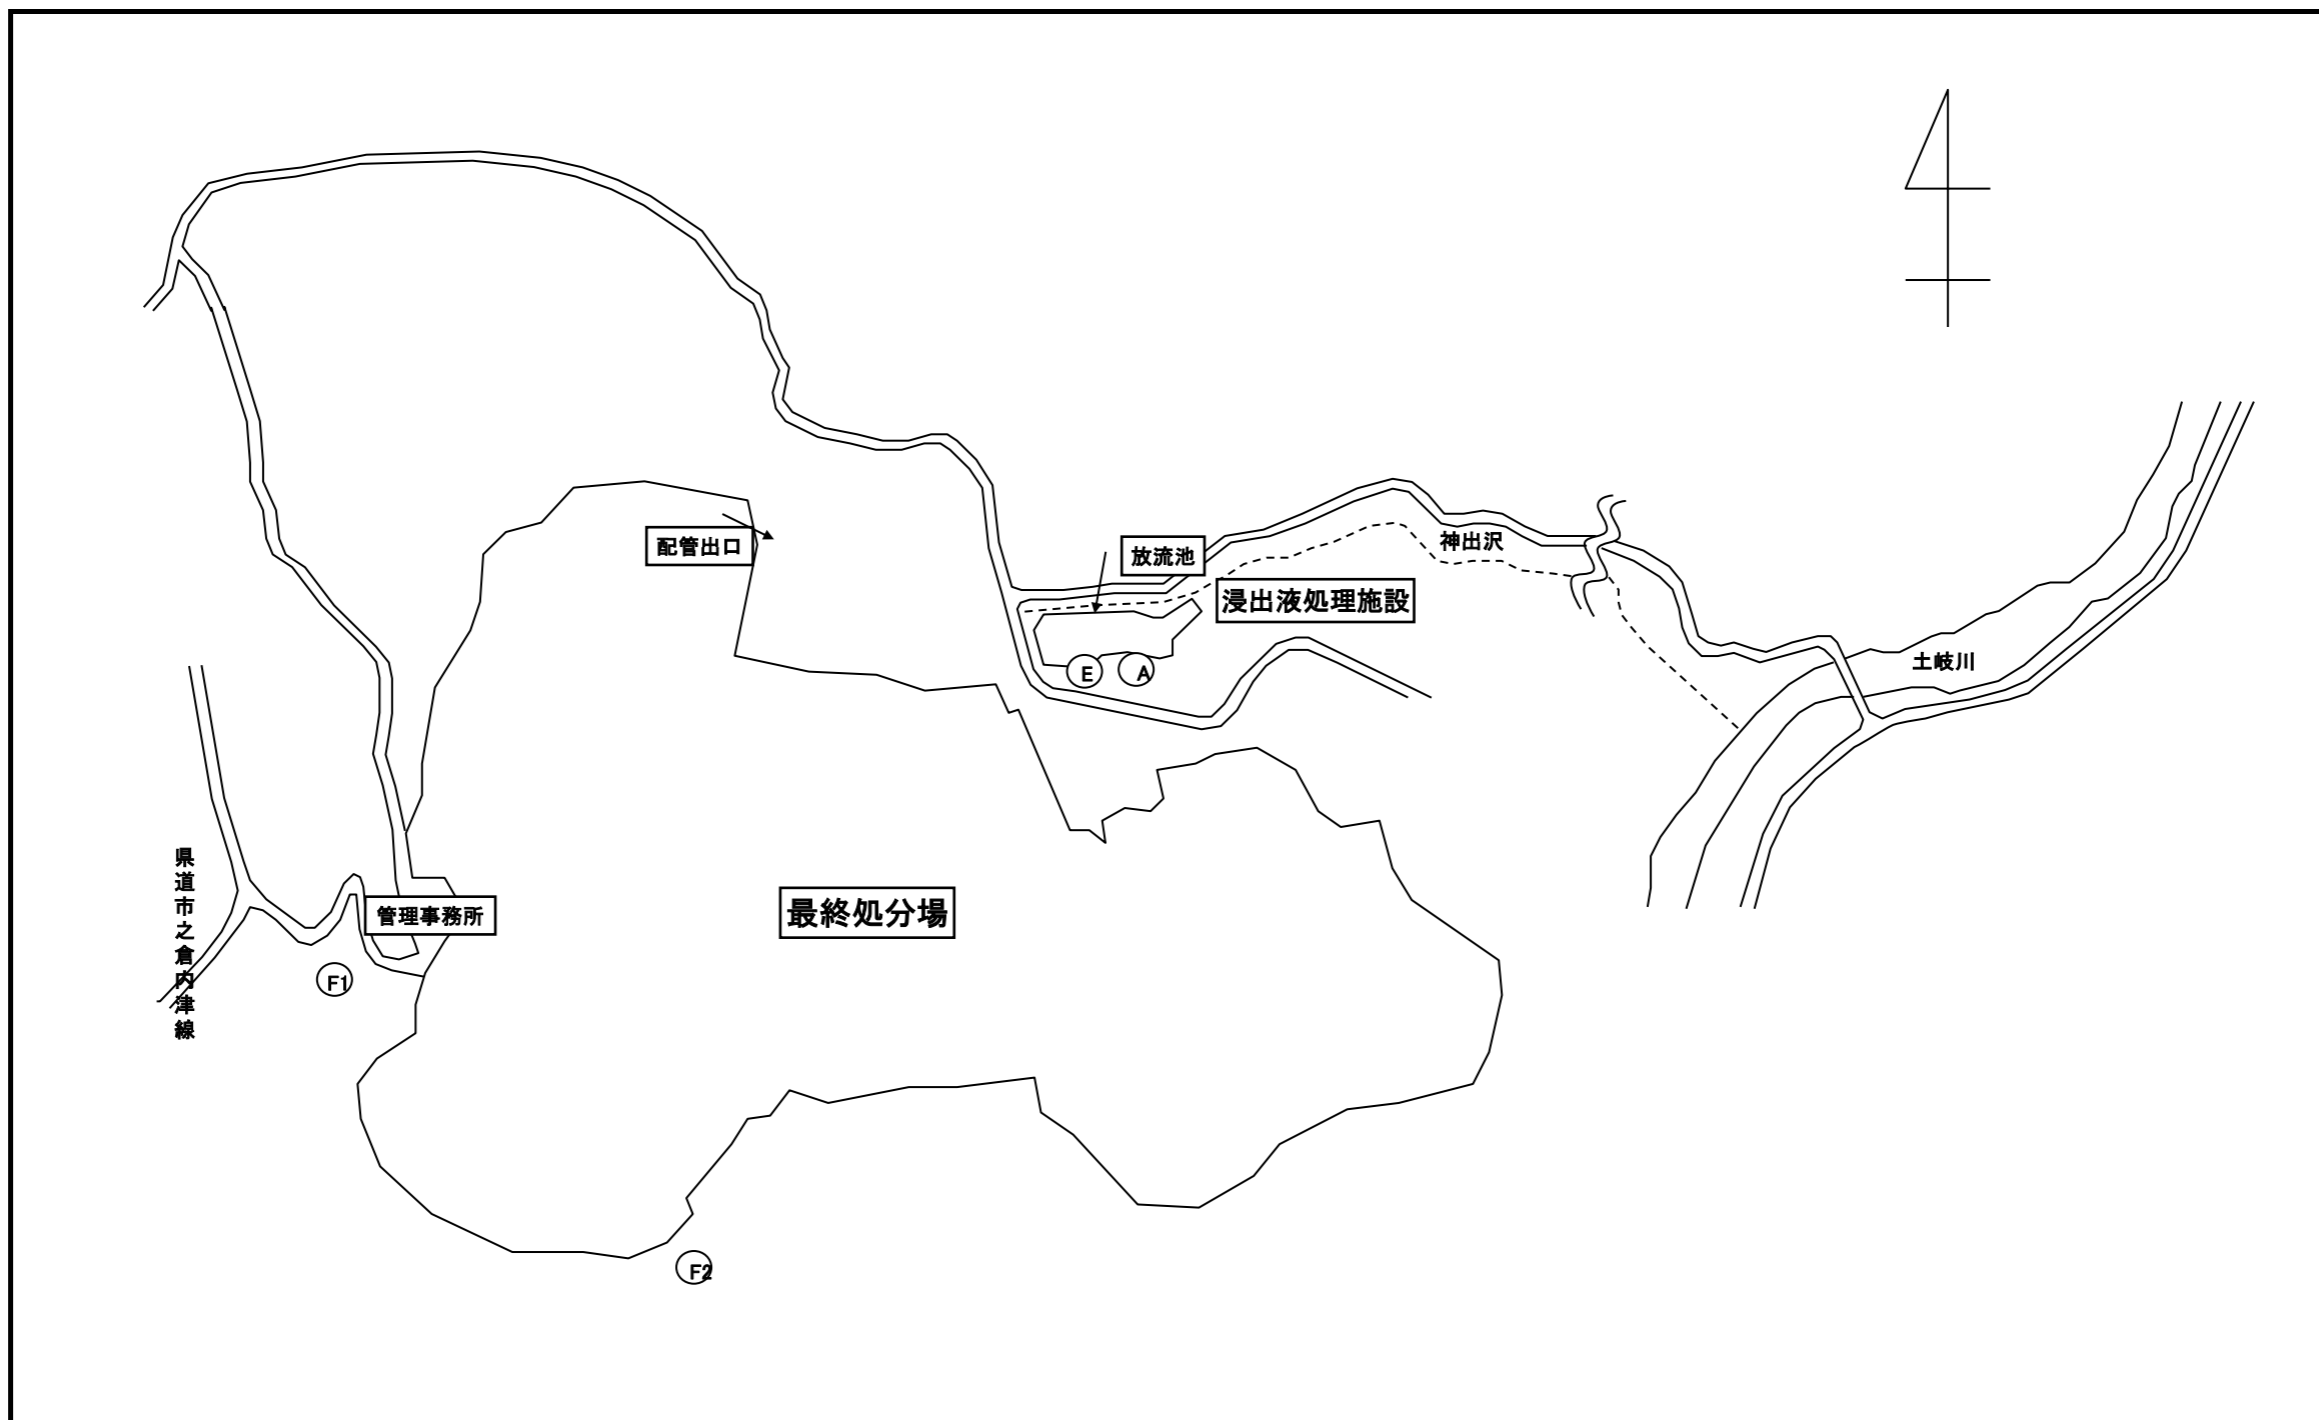 配管出口
放流池
神出沢
浸出液処理施設
土岐川
E
A
県道市之倉内津線
管理事務所
最終処分場
F1
F2